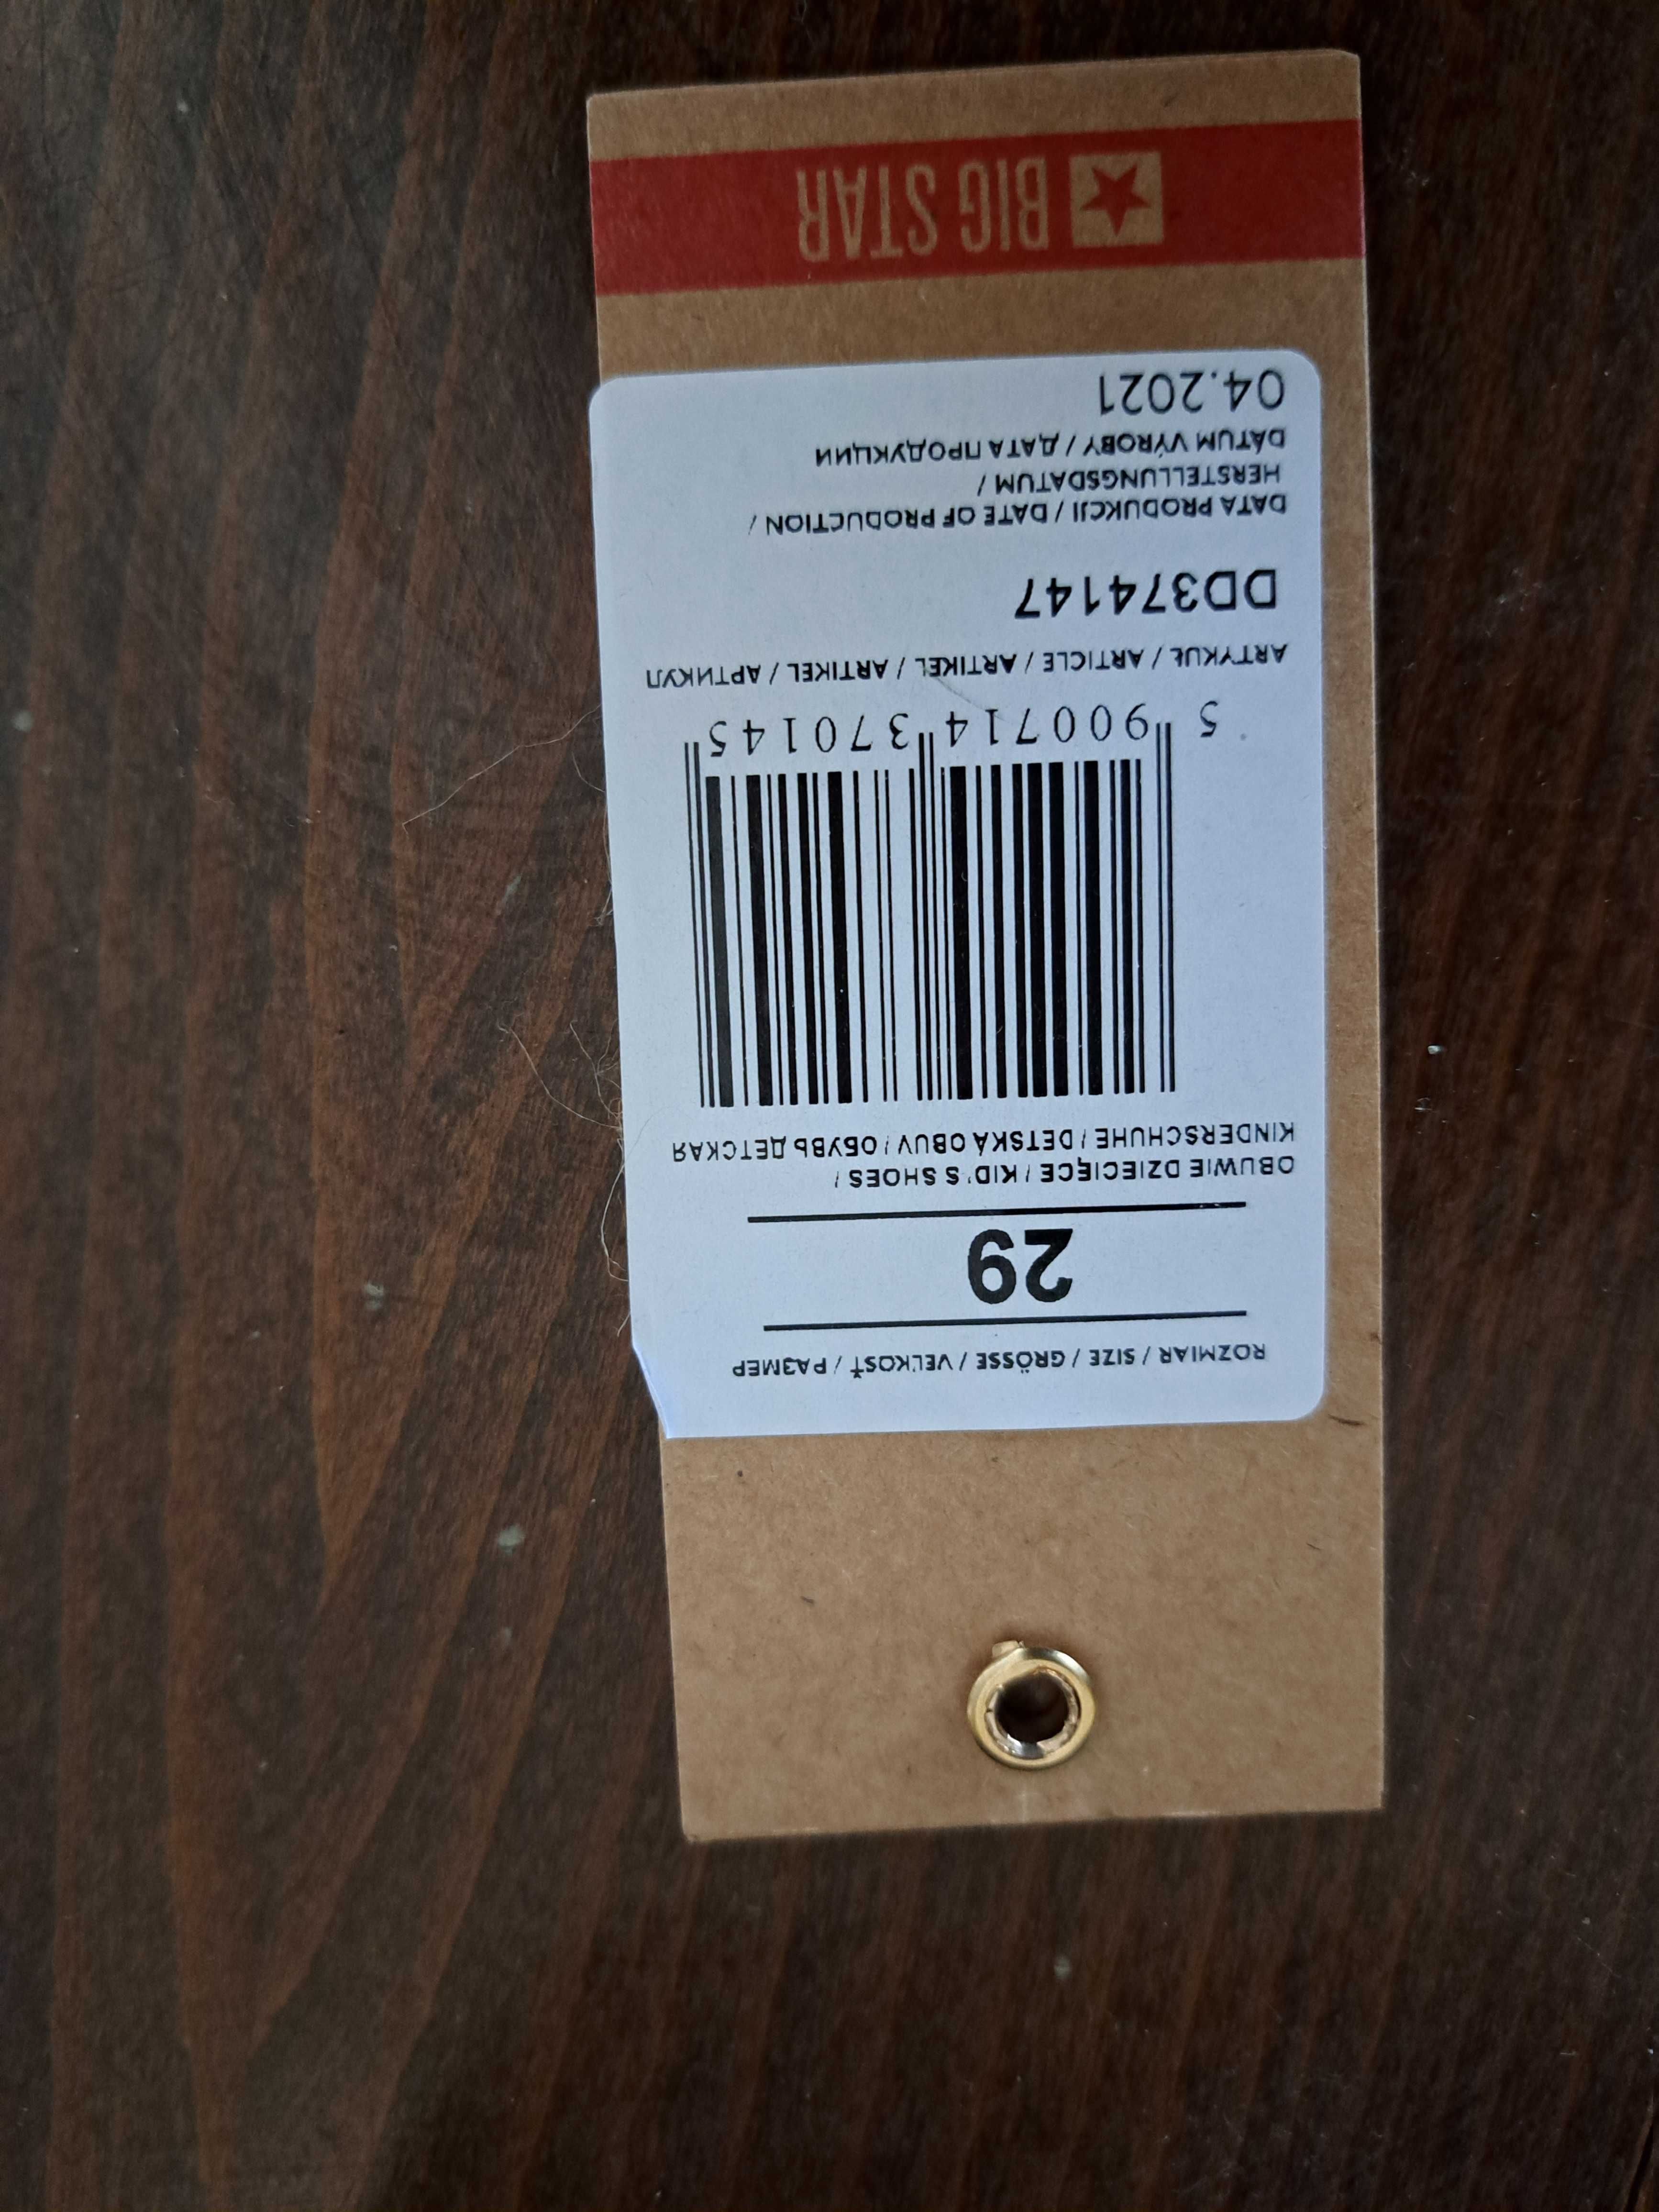 ROZMIAR / SIZE / GRÖSSE / VEĽKOSŤ / РАЗМЕР
29
OBUWIE DZIECIĘCE / KID'S SHOES /
KINDERSCHUHE / DETSKÁ OBUV / ОБУВЬ ДЕТСКАЯ
5 900714 370145
ARTYKUŁ / ARTICLE / ARTIKEL / ARTIKEL / АРТИКУЛ
DD374147
DATA PRODUKCJI / DATE OF PRODUCTION /
HERSTELLUNGSDATUM /
DÁTUM VÝROBY / ДАТА ПРОДУКЦИИ
04.2021
BIG STAR